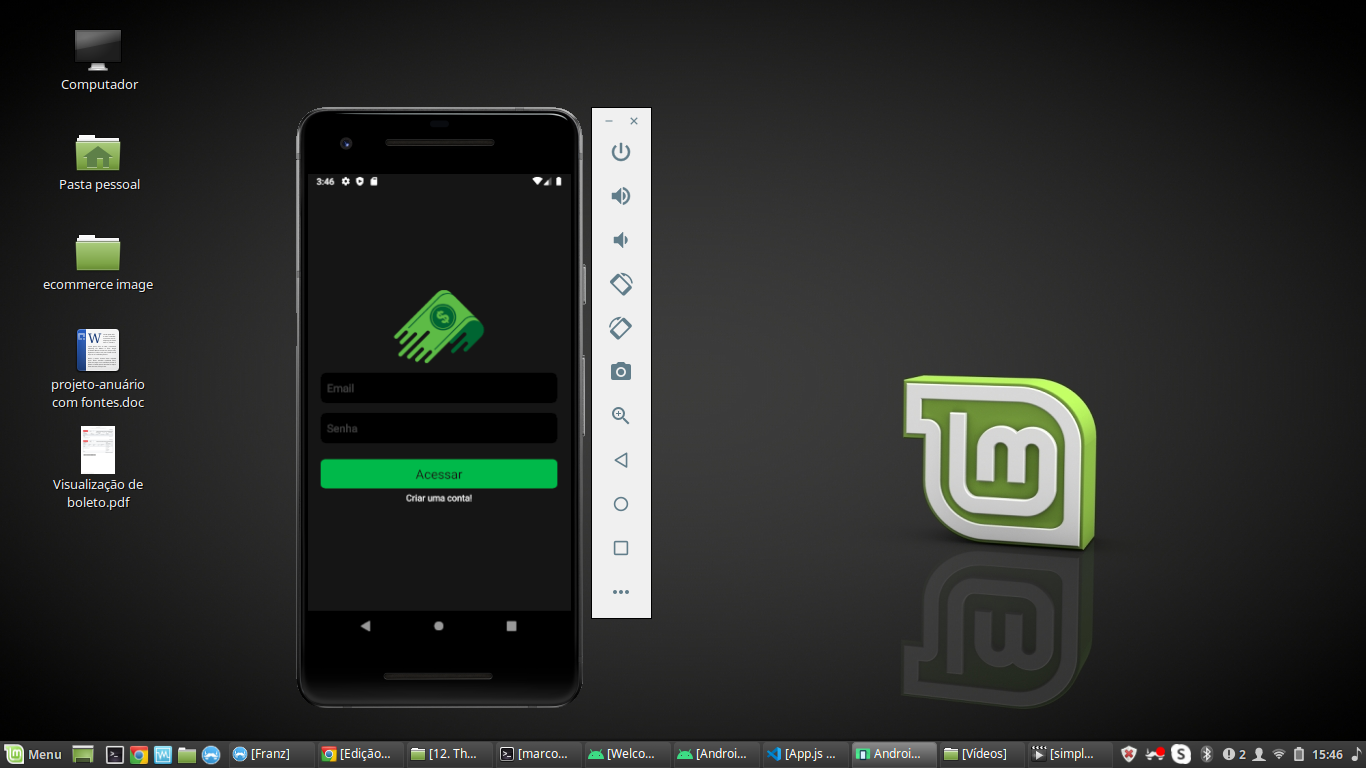 Computador
Pasta pessoal
ecommerce image
projeto-anuário
com fontes.doc
Visualização de
boleto.pdf
3:46
Email
Senha
Acessar
Criar uma conta!
Menu
[Franz]
[Edição...
[12. Th...
[marco...
[Welco...
[Androi...
[App.js ...
Androi...
[Vídeos]
[simpl...
2
15:46